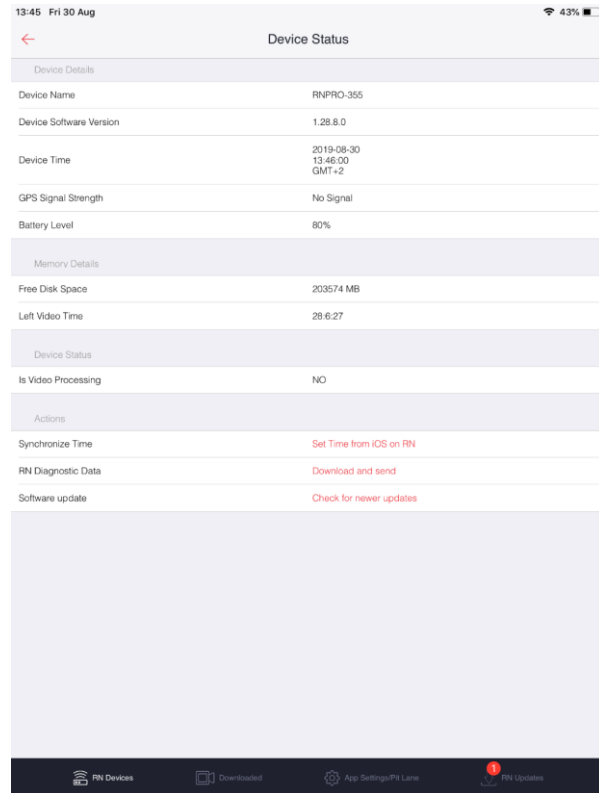 13:45 Fri 30 Aug 43%
Device Status
Device Details
Device Name RNPRO-355
Device Software Version 1.28.8.0
Device Time 2019-08-30
13:46:00
GMT+2
GPS Signal Strength No Signal
Battery Level 80%
Memory Details
Free Disk Space 203574 MB
Left Video Time 28:6:27
Device Status
Is Video Processing NO
Actions
Synchronize Time Set Time from iOS on RN
RN Diagnostic Data Download and send
Software update Check for newer updates
RN Devices Downloaded App Settings/Pit Lane 1 RN Updates